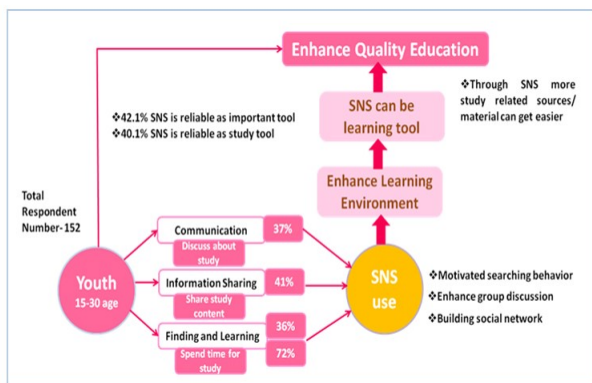 Enhance Quality Education
❖Through SNS more
study related sources/
material can get easier
SNS can be
learning tool
❖42.1% SNS is reliable as important tool
❖40.1% SNS is reliable as study tool
Enhance Learning
Environment
Total
Respondent
Number-152
Communication
37%
Discuss about
study
Youth
15-30 age
Information Sharing
41%
Share study
content
SNS
use
❖Motivated searching behavior
❖Enhance group discussion
❖Building social network
Finding and Learning
36%
Spend time for
study
72%